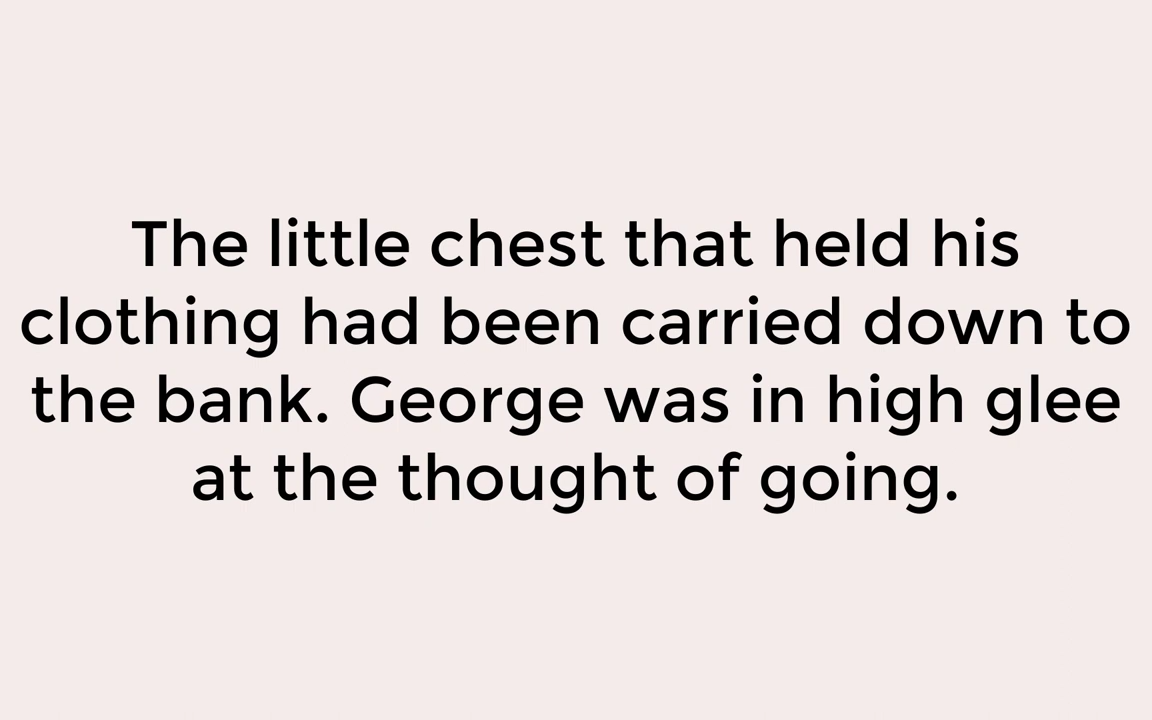 The little chest that held his
clothing had been carried down to
the bank. George was in high glee
at the thought of going.